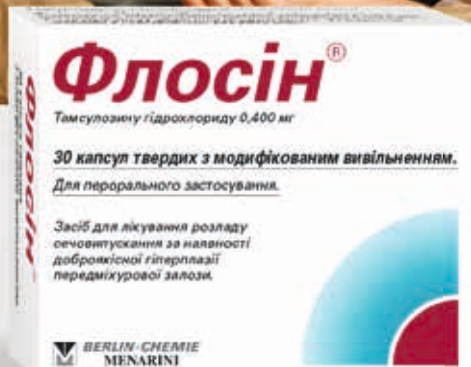 Флосін®
Тамсулозину гідрохлориду 0,400 мг
30 капсул твердих з модифікованим вивільненням.
Для перорального застосування.
Засіб для лікування розладу
сечовипускання за наявності
доброякісної гіперплазії
передміхурової залози.
BERLIN-CHEMIE
MENARINI
Флосін®